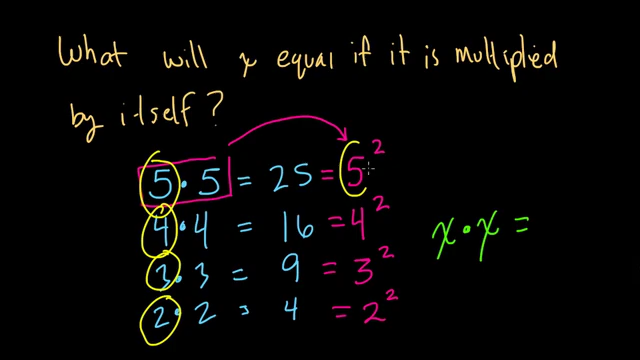 What will x equal if it is multiplied
by itself?
5 · 5 = 25 = 5²
4 · 4 = 16 = 4²
3 · 3 = 9 = 3²
2 · 2 = 4 = 2²
x · x =